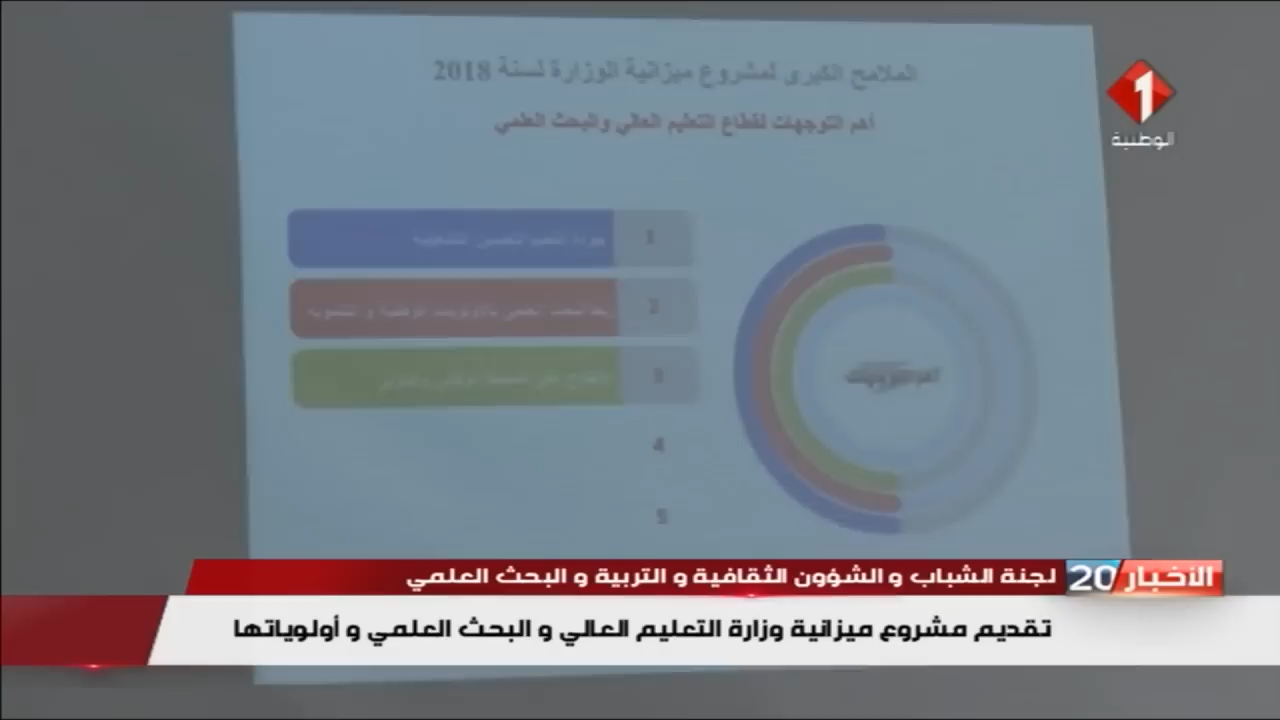 الملامح الكبرى لمشروع ميزانية الوزارة لسنة 2018
أهم التوجهات لقطاع التعليم العالي والبحث العلمي
1
الوطنية
1
2
3
4
5
لجنة الشباب و الشؤون الثقافية و التربية و البحث العلمي
الأخبار 20
تقديم مشروع ميزانية وزارة التعليم العالي و البحث العلمي و أولوياتها